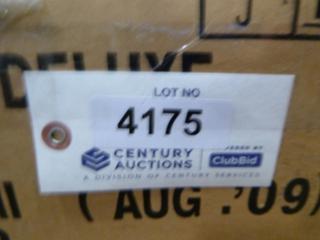 J
DELUXE
LOT NO
4175
CENTURY AUCTIONS
POWERED BY
ClubBid
A DIVISION OF CENTURY SERVICES
( AUG . '09)